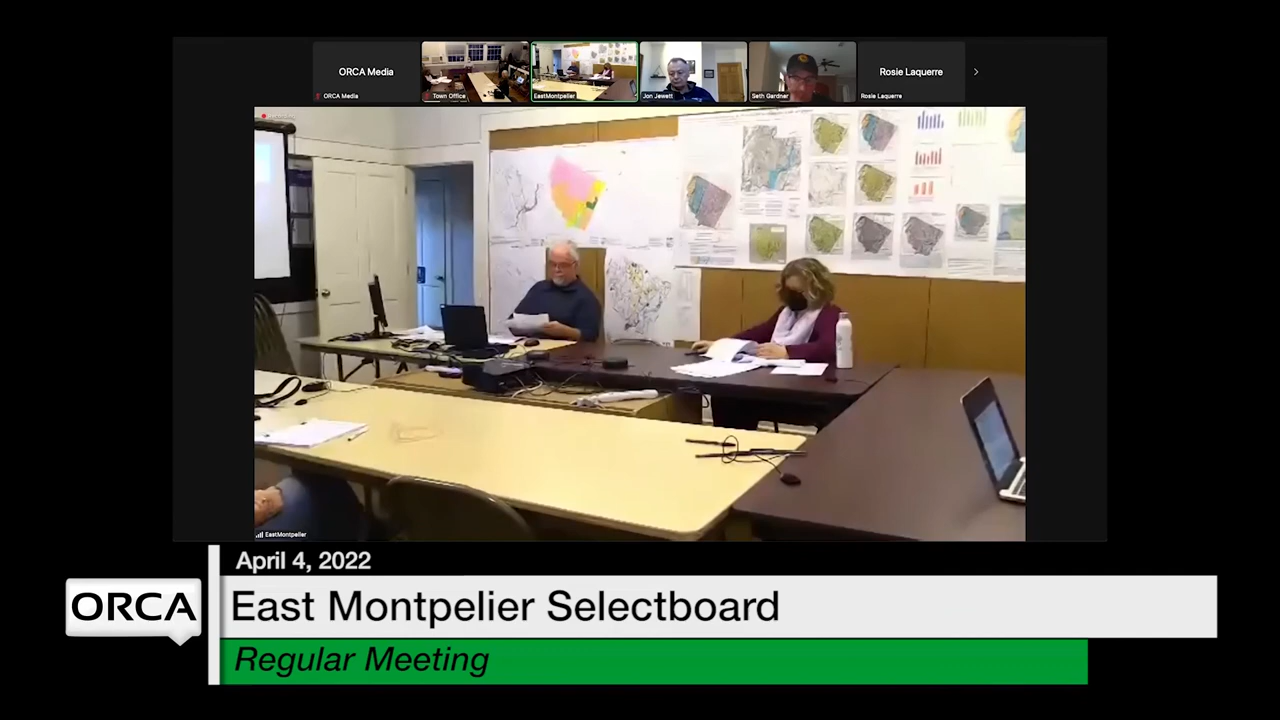 ORCA Media
Rosie Laquerre
ORCA Media
Town Office
EastMontpelier
Jon Jewett
Seth Gardner
Rosie Laquerre
EastMontpelier
April 4, 2022
ORCA
East Montpelier Selectboard
Regular Meeting